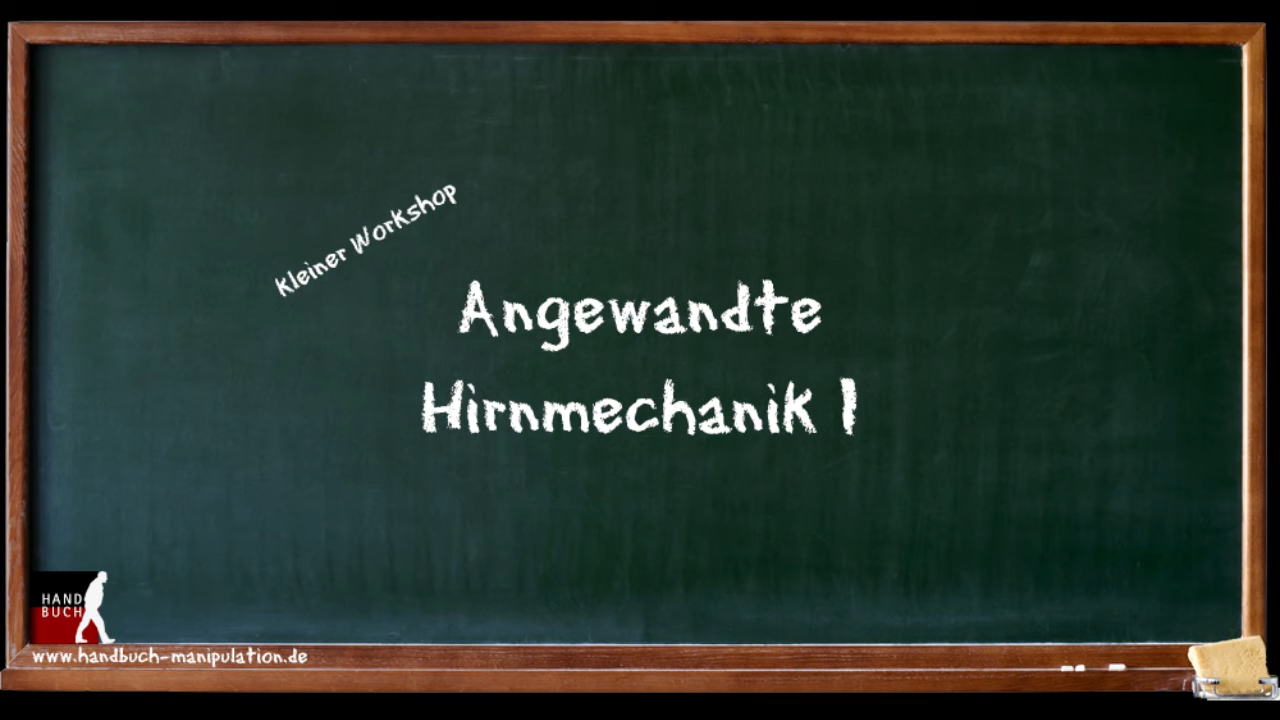 Kleiner Workshop
Angewandte
Hirnmechanik I
HAND
BUCH
www.handbuch-manipulation.de